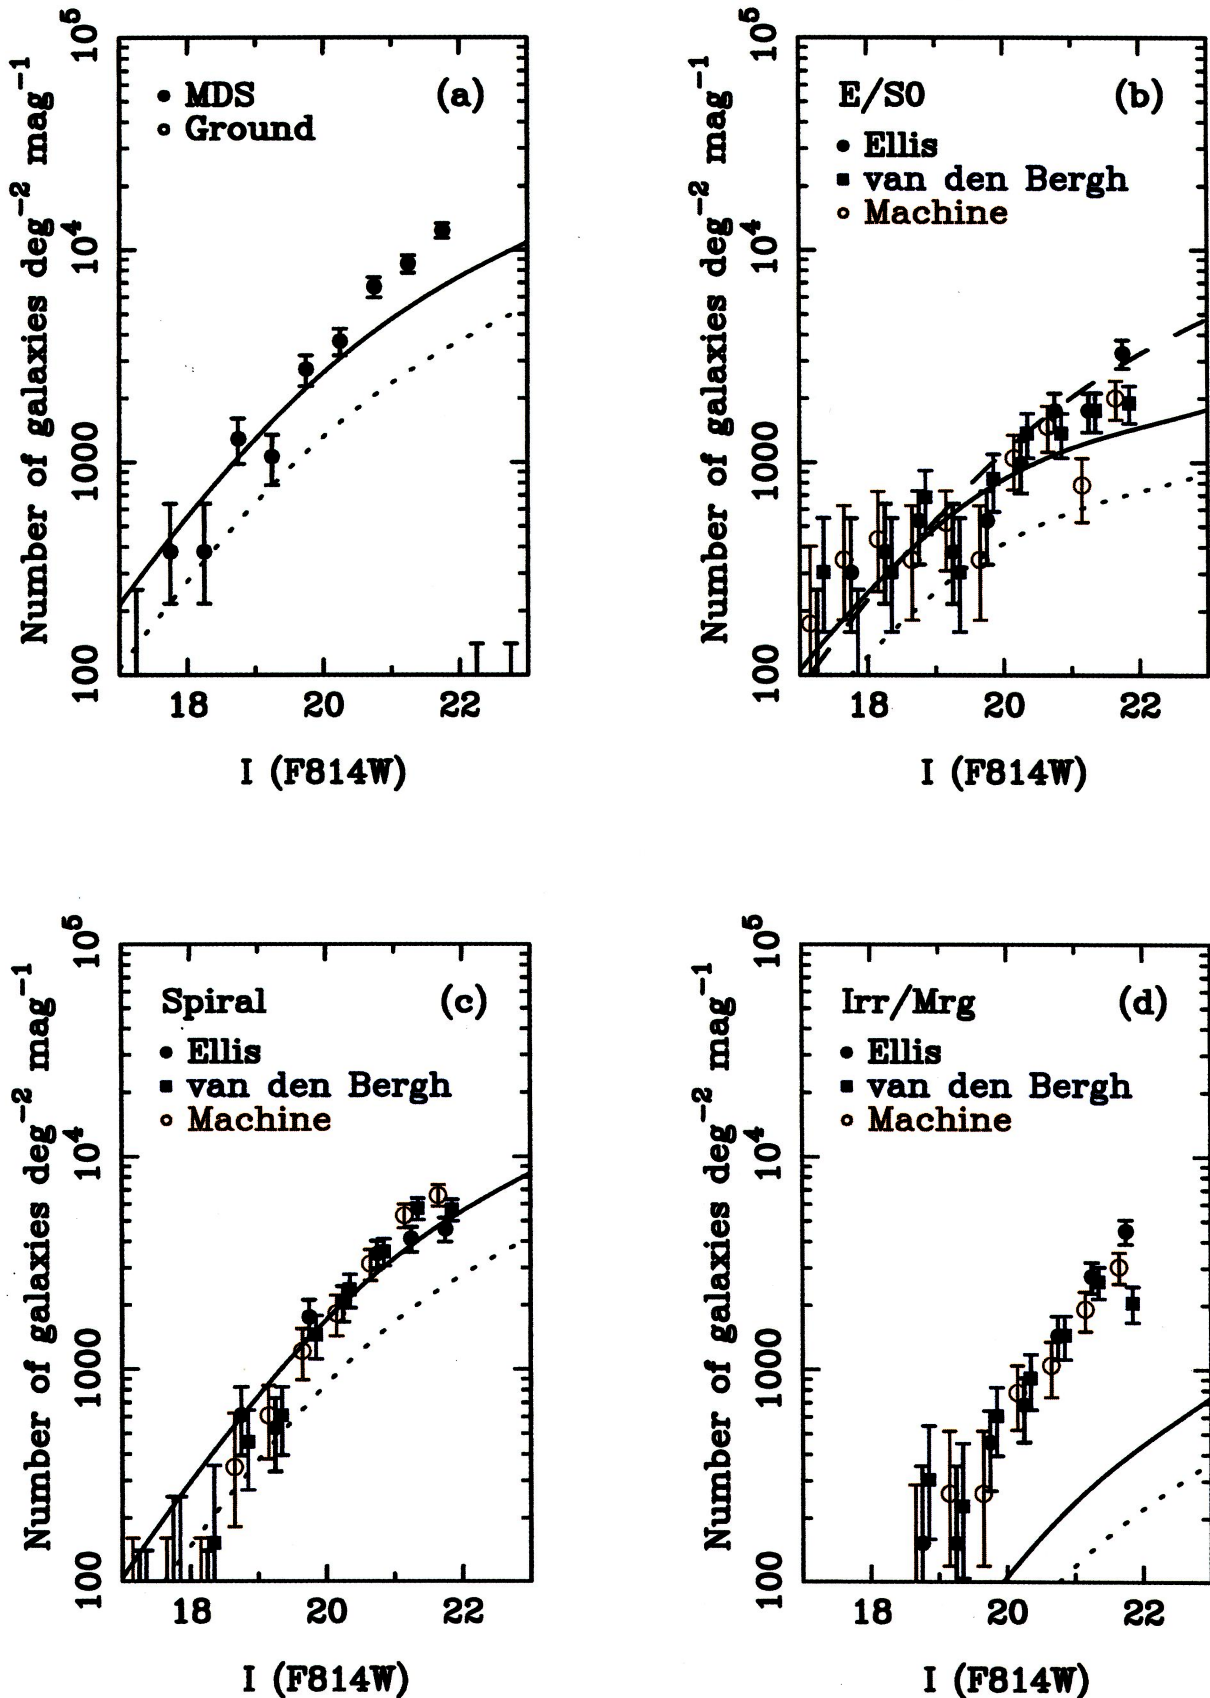 (a)
MDS
Ground
10^5
10^4
1000
100
Number of galaxies deg^-2 mag^-1
18 20 22
I (F814W)
E/S0 (b)
Ellis
van den Bergh
Machine
10^5
10^4
1000
100
Number of galaxies deg^-2 mag^-1
18 20 22
I (F814W)
Spiral (c)
Ellis
van den Bergh
Machine
10^5
10^4
1000
100
Number of galaxies deg^-2 mag^-1
18 20 22
I (F814W)
Irr/Mrg (d)
Ellis
van den Bergh
Machine
10^5
10^4
1000
100
Number of galaxies deg^-2 mag^-1
18 20 22
I (F814W)